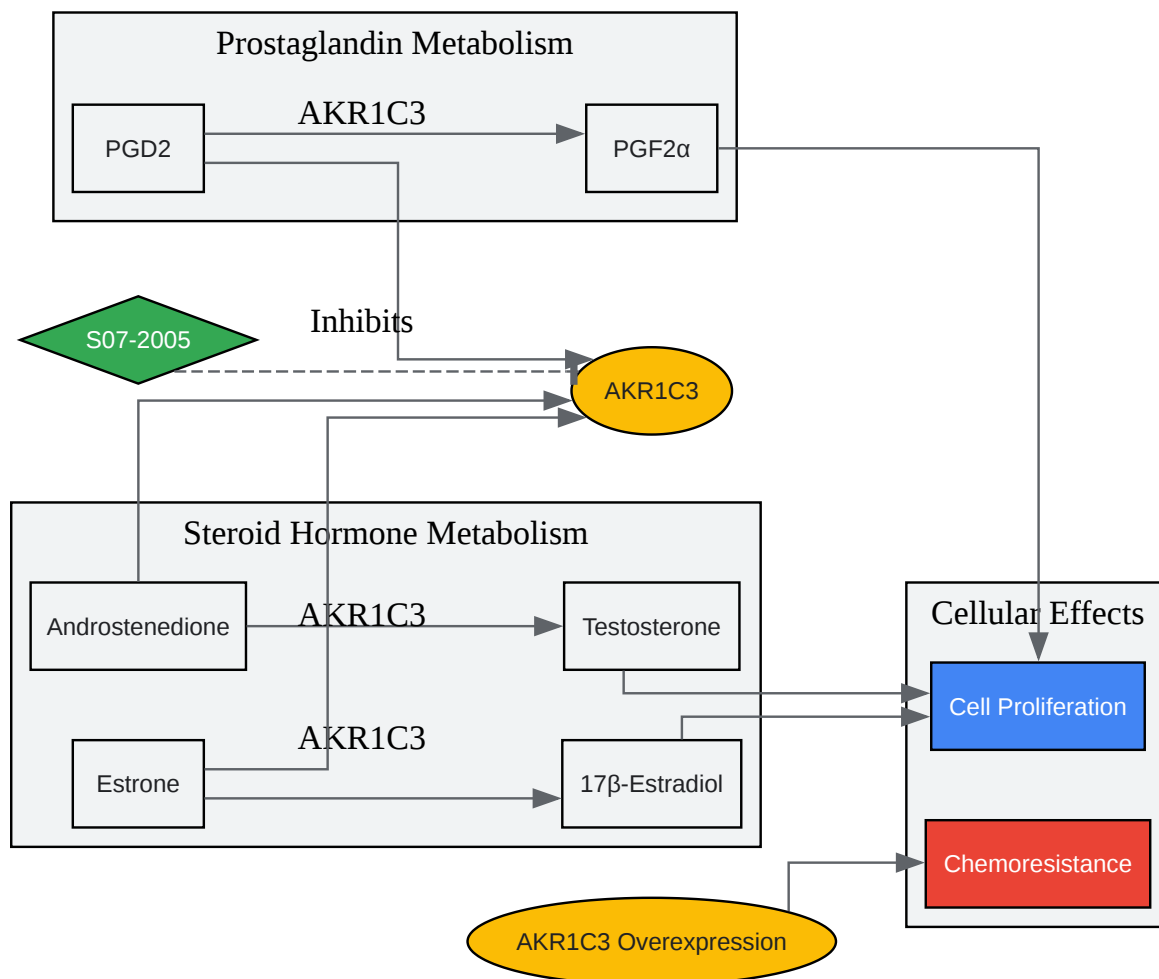 Prostaglandin Metabolism
AKR1C3
PGD2
PGF2α
Inhibits
S07-2005
AKR1C3
Steroid Hormone Metabolism
AKR1C3
Androstenedione
Testosterone
Cellular Effects
Cell Proliferation
AKR1C3
Estrone
17β-Estradiol
Chemoresistance
AKR1C3 Overexpression